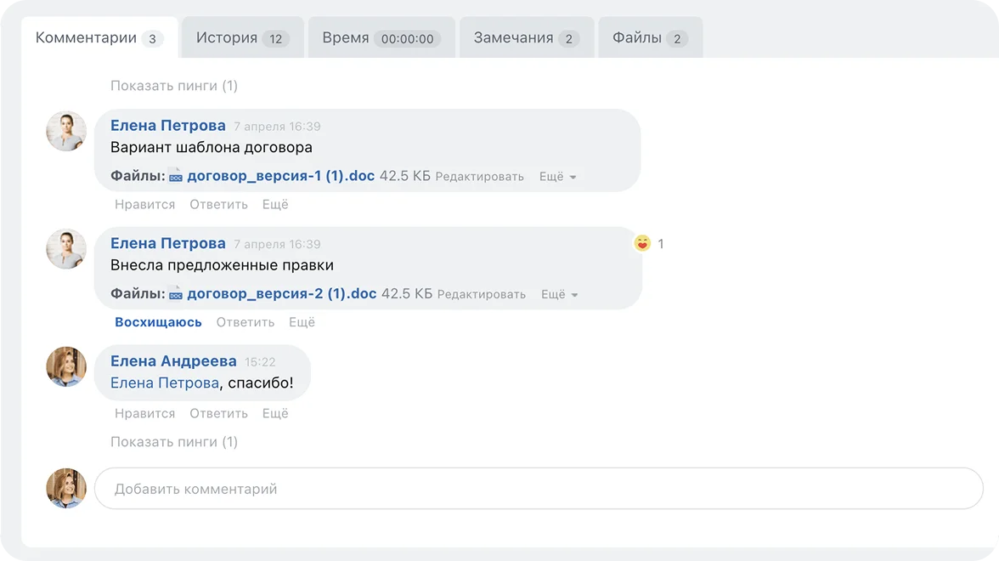 Комментарии 3 История 12 Время 00:00:00 Замечания 2 Файлы 2
Показать пинги (1)
Елена Петрова 7 апреля 16:39
Вариант шаблона договора
Файлы: DOC договор_версия-1 (1).doc 42.5 КБ Редактировать Ещё
Нравится Ответить Ещё
Елена Петрова 7 апреля 16:39 1
Внесла предложенные правки
Файлы: DOC договор_версия-2 (1).doc 42.5 КБ Редактировать Ещё
Восхищаюсь Ответить Ещё
Елена Андреева 15:22
Елена Петрова, спасибо!
Нравится Ответить Ещё
Показать пинги (1)
Добавить комментарий